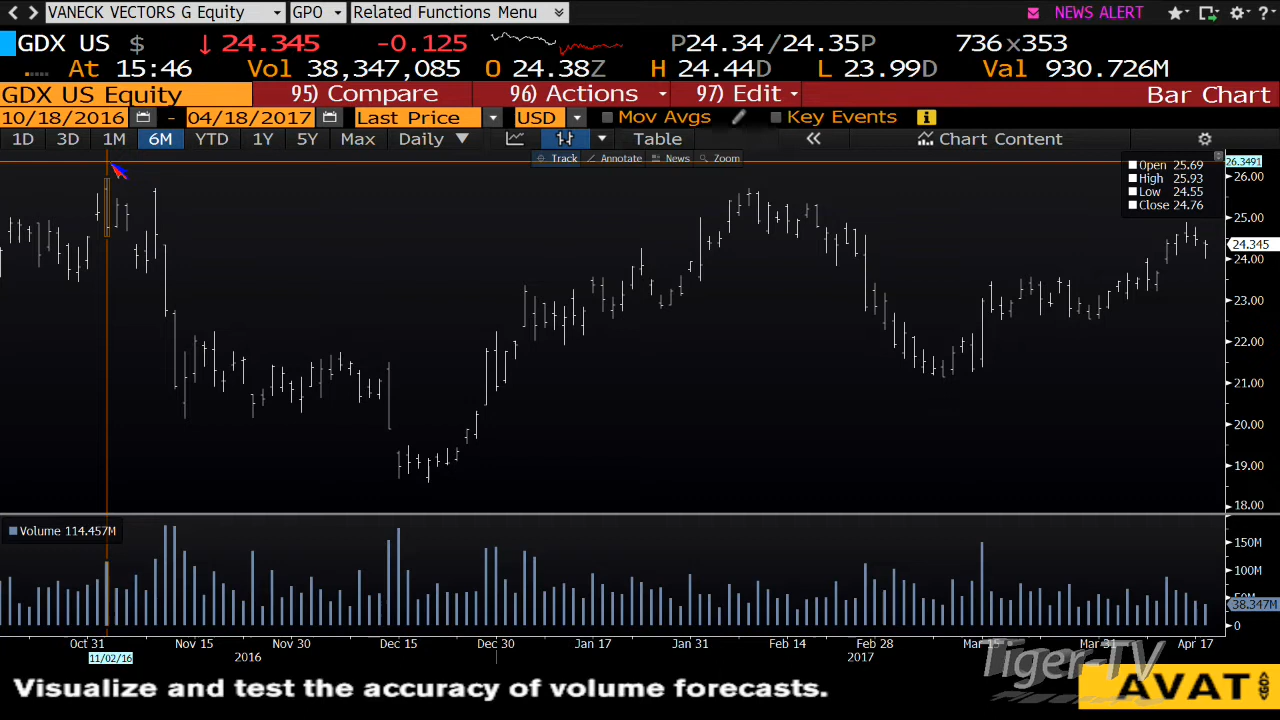 VANECK VECTORS G Equity GPO Related Functions Menu NEWS ALERT
GDX US $ ↓ 24.345 -0.125 P24.34/24.35P 736x353
At 15:46 Vol 38,347,085 O 24.38Z H 24.44D L 23.99D Val 930.726M
GDX US Equity 95) Compare 96) Actions 97) Edit Bar Chart
10/18/2016 - 04/18/2017 Last Price USD Mov Avgs Key Events
1D 3D 1M 6M YTD 1Y 5Y Max Daily Table Chart Content
Track Annotate News Zoom
26.3491
Open 25.69
High 25.93
Low 24.55
Close 24.76
26.00
25.00
24.345
24.00
23.00
22.00
21.00
20.00
19.00
18.00
Volume 114.457M
150M
100M
50M
38.347M
0
Oct 31 Nov 15 Nov 30 Dec 15 Dec 30 Jan 17 Jan 31 Feb 14 Feb 28 Mar 15 Mar 31 Apr 17
11/02/16 2016 2017
Tiger-TV
Visualize and test the accuracy of volume forecasts.
AVAT <GO>